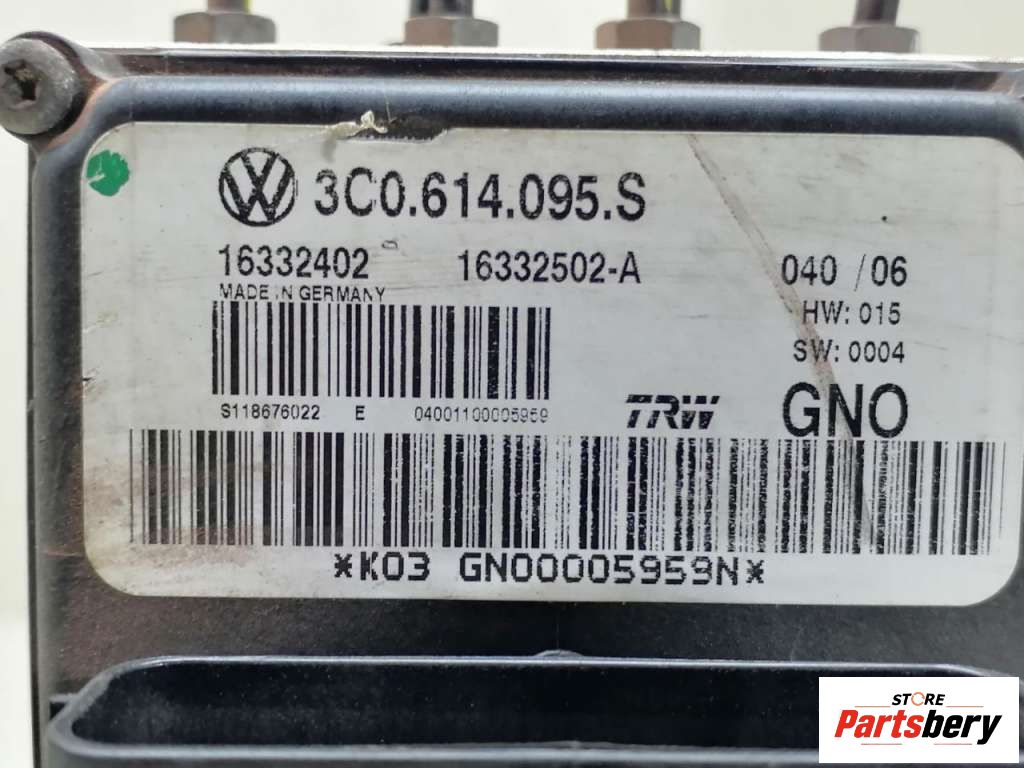 3C0.614.095.S
16332402 16332502-A 040 /06
MADE IN GERMANY
HW: 015
SW: 0004
S118676022 E 04001100005959
TRW GNO
*K03 GNO0005959N*
STORE
Partsbery